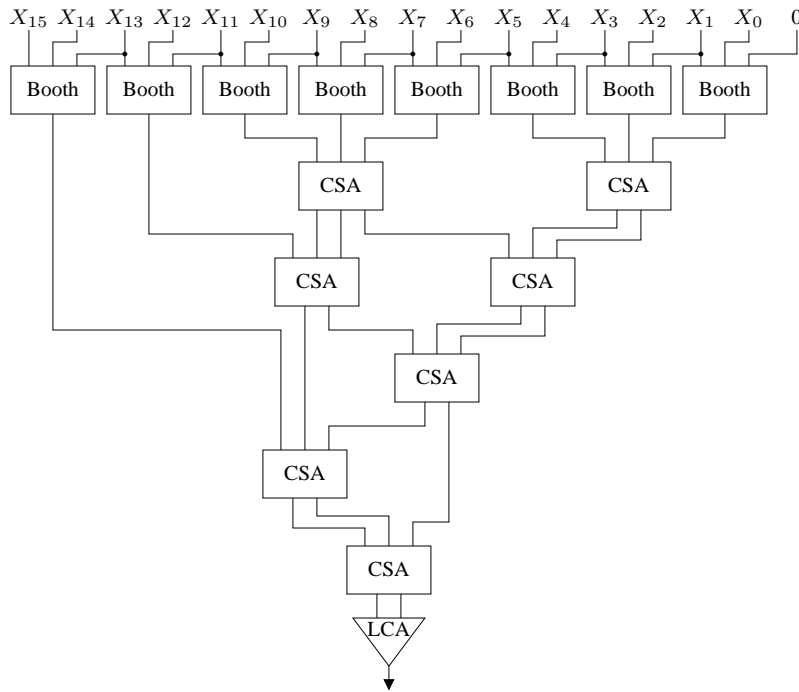 X₁₅ X₁₄ X₁₃ X₁₂ X₁₁ X₁₀ X₉ X₈ X₇ X₆ X₅ X₄ X₃ X₂ X₁ X₀ 0
Booth Booth Booth Booth Booth Booth Booth Booth
CSA CSA
CSA CSA
CSA
CSA
CSA
LCA